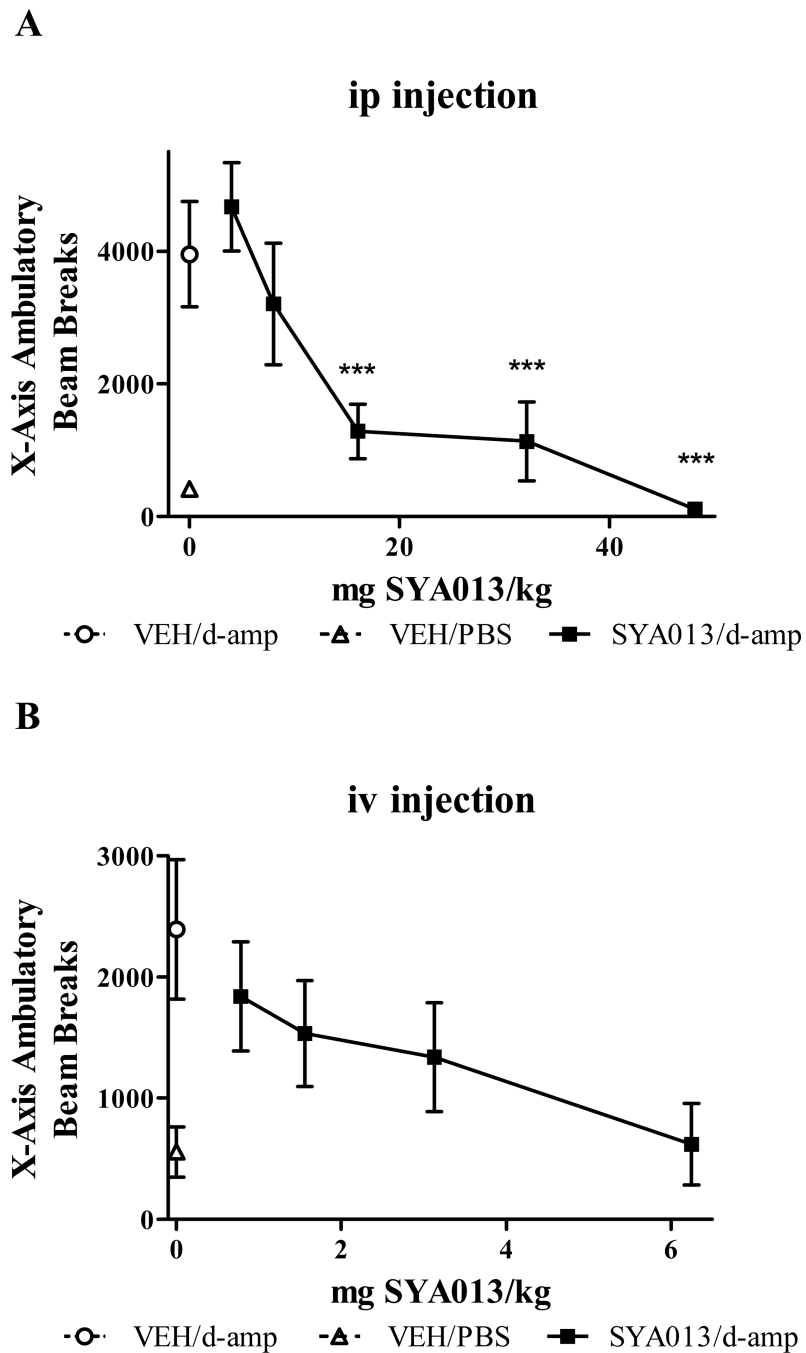 A
ip injection
X-Axis Ambulatory
Beam Breaks
4000
2000
0
***
***
***
0 20 40
mg SYA013/kg
VEH/d-amp VEH/PBS SYA013/d-amp
B
iv injection
X-Axis Ambulatory
Beam Breaks
3000
2000
1000
0
0 2 4 6
mg SYA013/kg
VEH/d-amp VEH/PBS SYA013/d-amp